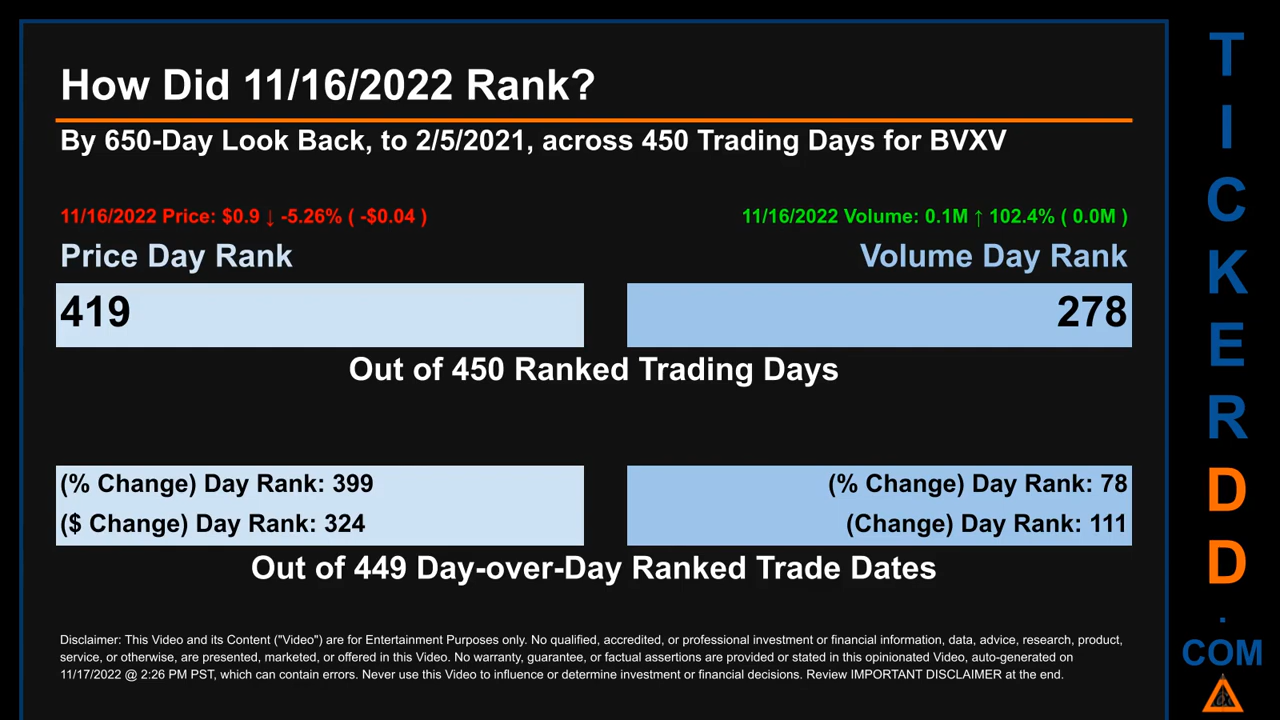 How Did 11/16/2022 Rank?
By 650-Day Look Back, to 2/5/2021, across 450 Trading Days for BVXV
11/16/2022 Price: $0.9 ↓ -5.26% ( -$0.04 )
11/16/2022 Volume: 0.1M ↑ 102.4% ( 0.0M )
Price Day Rank
Volume Day Rank
419
278
Out of 450 Ranked Trading Days
(% Change) Day Rank: 399
($ Change) Day Rank: 324
(% Change) Day Rank: 78
(Change) Day Rank: 111
Out of 449 Day-over-Day Ranked Trade Dates
Disclaimer: This Video and its Content ("Video") are for Entertainment Purposes only. No qualified, accredited, or professional investment or financial information, data, advice, research, product,
service, or otherwise, are presented, marketed, or offered in this Video. No warranty, guarantee, or factual assertions are provided or stated in this opinionated Video, auto-generated on
11/17/2022 @ 2:26 PM PST, which can contain errors. Never use this Video to influence or determine investment or financial decisions. Review IMPORTANT DISCLAIMER at the end.
T
I
C
K
E
R
D
D
.
COM